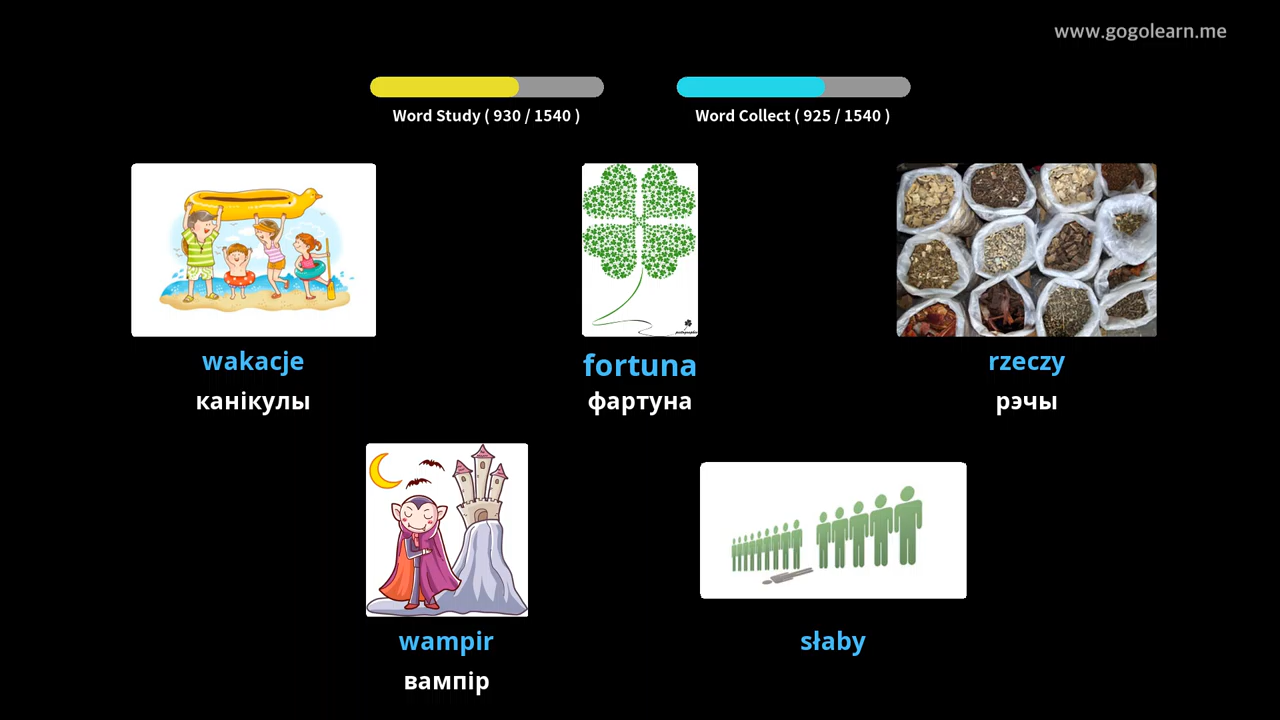 www.gogolearn.me
Word Study ( 930 / 1540 )
Word Collect ( 925 / 1540 )
wakacje
канікулы
fortuna
фартуна
rzeczy
рэчы
wampir
вампір
słaby